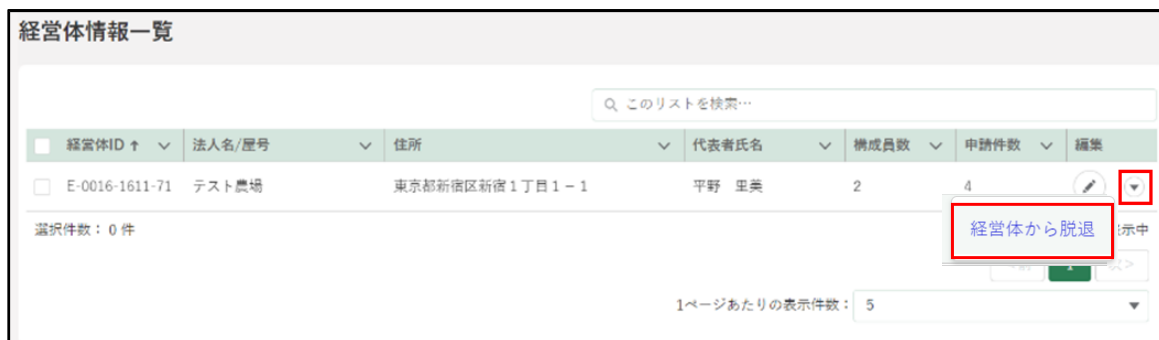 経営体情報一覧
このリストを検索…
経営体ID ↑ 法人名/屋号 住所 代表者氏名 構成員数 申請件数 編集
E-0016-1611-71 テスト農場 東京都新宿区新宿1丁目1-1 平野 里美 2 4
経営体から脱退
選択件数：0 件 示中
1
1ページあたりの表示件数： 5